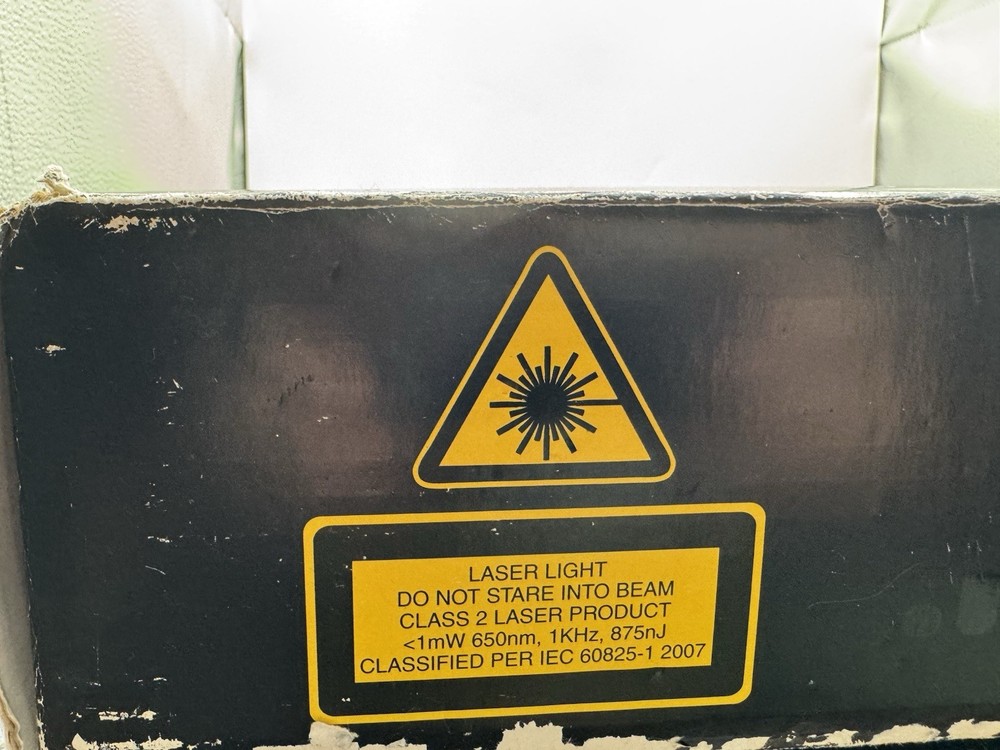 LASER LIGHT
DO NOT STARE INTO BEAM
CLASS 2 LASER PRODUCT
<1mW 650nm, 1KHz, 875nJ
CLASSIFIED PER IEC 60825-1 2007